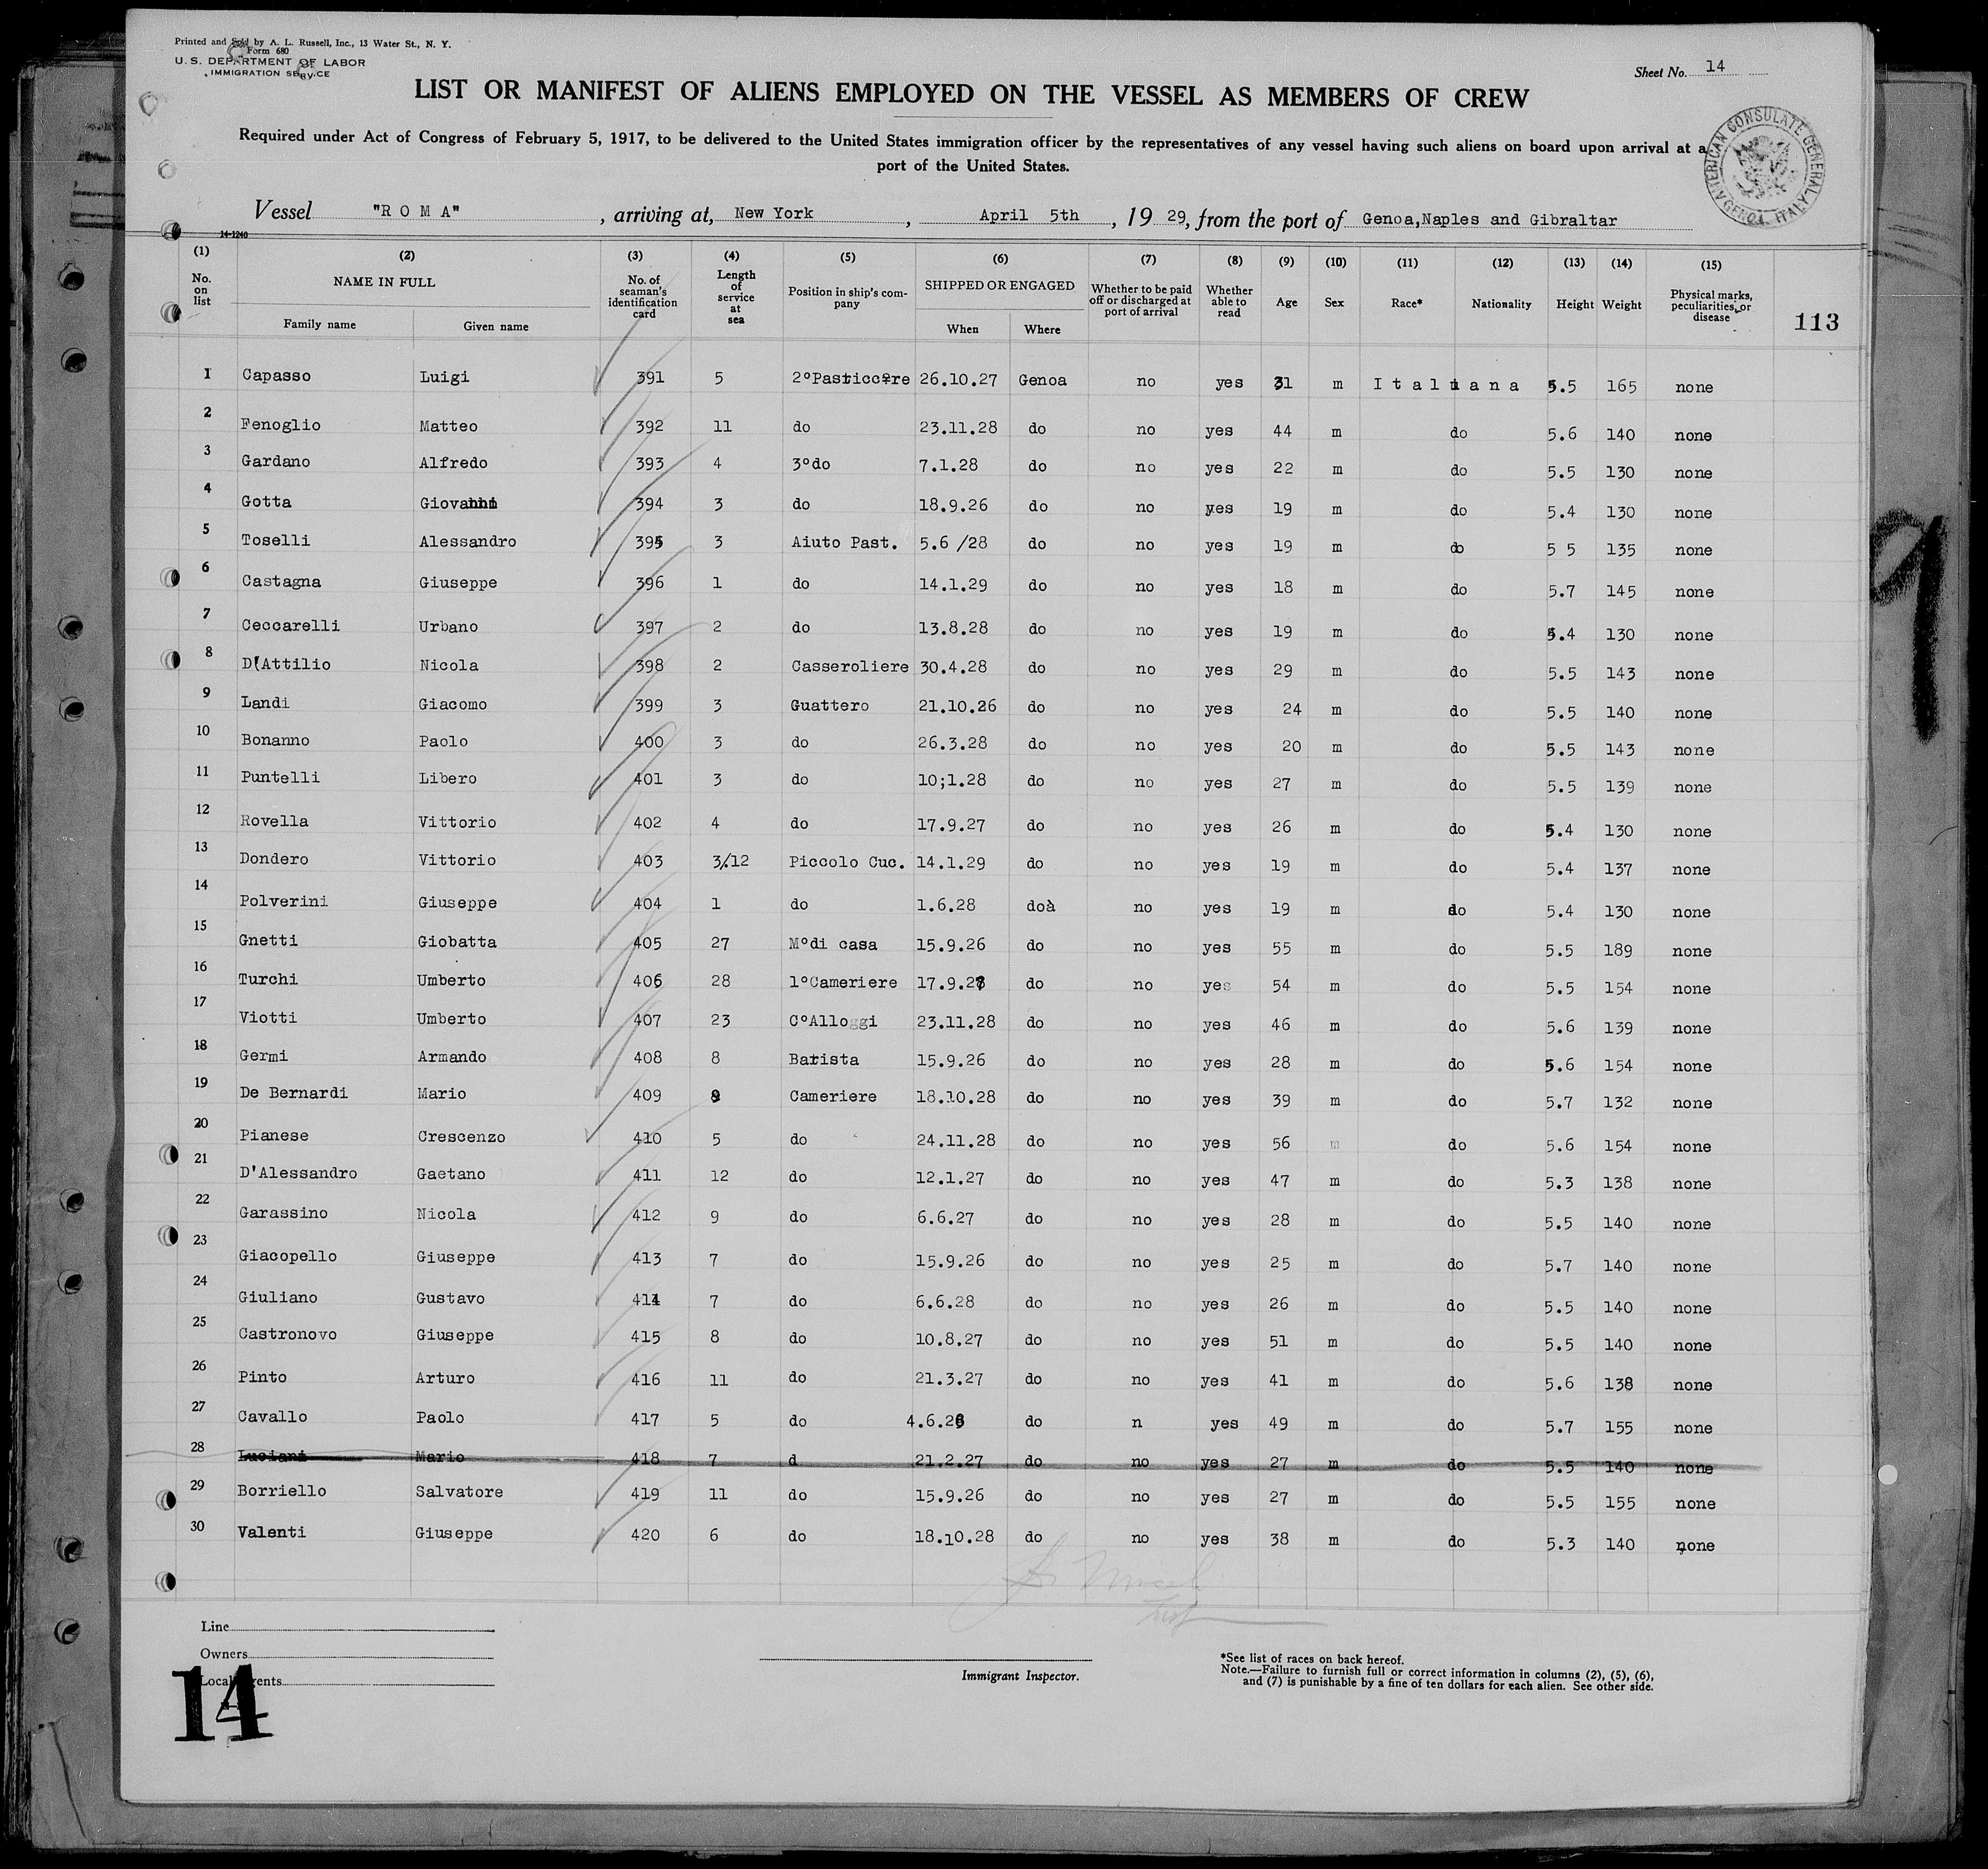 Printed and Sold by A. L. Russell, Inc., 13 Water St., N. Y.
Form 680
U. S. DEPARTMENT OF LABOR
IMMIGRATION SERVICE
Sheet No. 14
LIST OR MANIFEST OF ALIENS EMPLOYED ON THE VESSEL AS MEMBERS OF CREW
Required under Act of Congress of February 5, 1917, to be delivered to the United States immigration officer by the representatives of any vessel having such aliens on board upon arrival at a
port of the United States.
AMERICAN CONSULATE GENERAL GENOA, ITALY
Vessel "R O M A", arriving at, New York, April 5th, 19 29, from the port of Genoa,Naples and Gibraltar
14-1240
(1) (2) (3) (4) (5) (6) (7) (8) (9) (10) (11) (12) (13) (14) (15)
No. on list NAME IN FULL Family name Given name No. of seaman's identification card Length of service at sea Position in ship's company SHIPPED OR ENGAGED When Where Whether to be paid off or discharged at port of arrival Whether able to read Age Sex Race* Nationality Height Weight Physical marks, peculiarities, or disease
113
1 Capasso Luigi 391 5 2°Pasticcere 26.10.27 Genoa no yes 31 m Italiana 5.5 165 none
2 Fenoglio Matteo 392 11 do 23.11.28 do no yes 44 m do 5.6 140 none
3 Gardano Alfredo 393 4 3°do 7.1.28 do no yes 22 m do 5.5 130 none
4 Gotta Giovanni 394 3 do 18.9.26 do no yes 19 m do 5.4 130 none
5 Toselli Alessandro 395 3 Aiuto Past. 5.6 /28 do no yes 19 m do 5 5 135 none
6 Castagna Giuseppe 396 1 do 14.1.29 do no yes 18 m do 5.7 145 none
7 Ceccarelli Urbano 397 2 do 13.8.28 do no yes 19 m do 5.4 130 none
8 D'Attilio Nicola 398 2 Casseroliere 30.4.28 do no yes 29 m do 5.5 143 none
9 Landi Giacomo 399 3 Guattero 21.10.26 do no yes 24 m do 5.5 140 none
10 Bonanno Paolo 400 3 do 26.3.28 do no yes 20 m do 5.5 143 none
11 Puntelli Libero 401 3 do 10;1.28 do no yes 27 m do 5.5 139 none
12 Rovella Vittorio 402 4 do 17.9.27 do no yes 26 m do 5.4 130 none
13 Dondero Vittorio 403 3/12 Piccolo Cuc. 14.1.29 do no yes 19 m do 5.4 137 none
14 Polverini Giuseppe 404 1 do 1.6.28 doà no yes 19 m do 5.4 130 none
15 Gnetti Giobatta 405 27 M°di casa 15.9.26 do no yes 55 m do 5.5 189 none
16 Turchi Umberto 406 28 1°Cameriere 17.9.28 do no yes 54 m do 5.5 154 none
17 Viotti Umberto 407 23 C°Alloggi 23.11.28 do no yes 46 m do 5.6 139 none
18 Germi Armando 408 8 Barista 15.9.26 do no yes 28 m do 5.6 154 none
19 De Bernardi Mario 409 9 Cameriere 18.10.28 do no yes 39 m do 5.7 132 none
20 Pianese Crescenzo 410 5 do 24.11.28 do no yes 56 m do 5.6 154 none
21 D'Alessandro Gaetano 411 12 do 12.1.27 do no yes 47 m do 5.3 138 none
22 Garassino Nicola 412 9 do 6.6.27 do no yes 28 m do 5.5 140 none
23 Giacopello Giuseppe 413 7 do 15.9.26 do no yes 25 m do 5.7 140 none
24 Giuliano Gustavo 414 7 do 6.6.28 do no yes 26 m do 5.5 140 none
25 Castronovo Giuseppe 415 8 do 10.8.27 do no yes 51 m do 5.5 140 none
26 Pinto Arturo 416 11 do 21.3.27 do no yes 41 m do 5.6 138 none
27 Cavallo Paolo 417 5 do 4.6.28 do n yes 49 m do 5.7 155 none
28 Luciani Mario 418 7 d 21.2.27 do no yes 27 m do 5.5 140 none
29 Borriello Salvatore 419 11 do 15.9.26 do no yes 27 m do 5.5 155 none
30 Valenti Giuseppe 420 6 do 18.10.28 do no yes 38 m do 5.3 140 none
Line
Owners
Local Agents
14
Immigrant Inspector.
*See list of races on back hereof.
Note.—Failure to furnish full or correct information in columns (2), (5), (6),
and (7) is punishable by a fine of ten dollars for each alien. See other side.